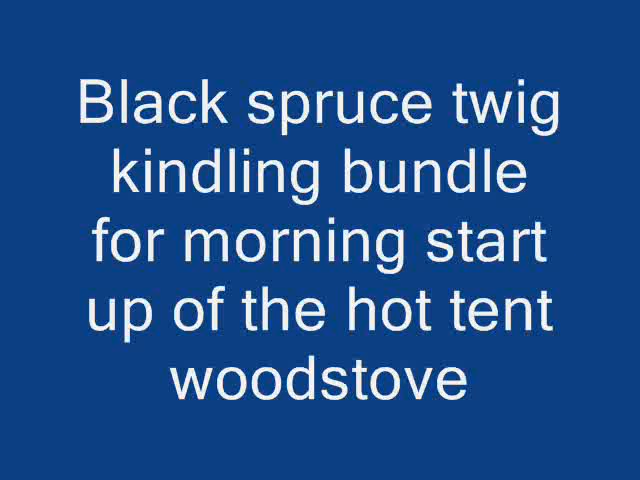 Black spruce twig
kindling bundle
for morning start
up of the hot tent
woodstove